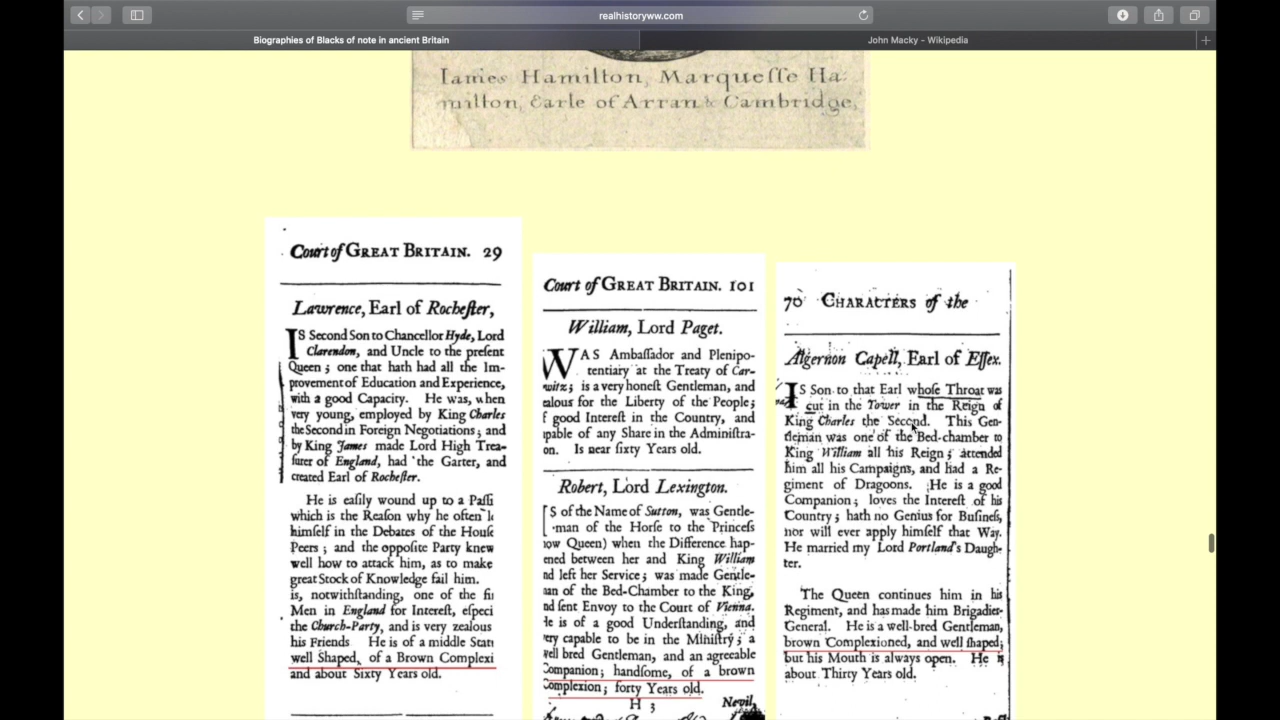 realhistoryww.com
Biographies of Blacks of note in ancient Britain
John Macky - Wikipedia
Iames Hamilton, Marqueſſe Ha:
milton, Earle of Arran & Cambridge,
Court of GREAT BRITAIN. 29
Lawrence, Earl of Rocheſter,
IS Second Son to Chancellor Hyde, Lord
Clarendon, and Uncle to the preſent
Queen ; one that hath had all the Im-
provement of Education and Experience,
with a good Capacity. He was, when
very young, employed by King Charles
the Second in Foreign Negotiations ; and
by King James made Lord High Trea-
ſurer of England, had the Garter, and
created Earl of Rocheſter.
He is eaſily wound up to a Paſſi
which is the Reaſon why he often l
himſelf in the Debates of the Houſ
Peers ; and the oppoſite Party knew
well how to attack him, as to make
great Stock of Knowledge fail him.
is, notwithſtanding, one of the fi
Men in England for Intereſt, eſpeci
the Church-Party, and is very zealous
his Friends He is of a middle Stat
well Shaped, of a Brown Complexi
and about Sixty Years old.
Court of GREAT BRITAIN. 101
William, Lord Paget.
WAS Ambaſſador and Plenipo-
tentiary at the Treaty of Car-
witz ; is a very honeſt Gentleman, and
ealous for the Liberty of the People ;
f good Intereſt in the Country, and
pable of any Share in the Adminiſtra-
on. Is near ſixty Years old.
Robert, Lord Lexington.
IS of the Name of Sutton, was Gentle-
man of the Horſe to the Princeſs
ow Queen) when the Difference hap-
ened between her and King William
nd left her Service ; was made Gentle-
an of the Bed-Chamber to the King,
nd ſent Envoy to the Court of Vienna.
He is of a good Underſtanding, and
very capable to be in the Miniſtry ; a
well bred Gentleman, and an agreeable
Companion ; handſome, of a brown
Complexion ; forty Years old.
H 3 Nevil,
70 CHARACTERS of the
Algernon Capell, Earl of Eſſex.
IS Son to that Earl whoſe Throat was
cut in the Tower in the Reign of
King Charles the Second. This Gen-
tleman was one of the Bed-chamber to
King William all his Reign ; attended
him all his Campaigns, and had a Re-
giment of Dragoons. He is a good
Companion ; loves the Intereſt of his
Country ; hath no Genius for Buſineſs,
nor will ever apply himſelf that Way.
He married my Lord Portland's Daugh-
ter.
The Queen continues him in his
Regiment, and has made him Brigadier-
General. He is a well-bred Gentleman,
brown Complexioned, and well ſhaped ;
but his Mouth is always open. He is
about Thirty Years old.